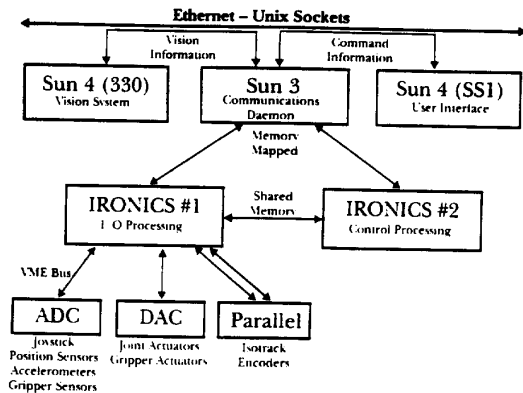 Ethernet – Unix Sockets
Vision
Information
Command
Information
Sun 4 (330)
Vision System
Sun 3
Communications
Daemon
Sun 4 (SS1)
User Interface
Memory
Mapped
IRONICS #1
I/O Processing
Shared
Memory
IRONICS #2
Control Processing
VME Bus
ADC
DAC
Parallel
Joystick
Position Sensors
Accelerometers
Gripper Sensors
Joint Actuators
Gripper Actuators
Isotrack
Encoders